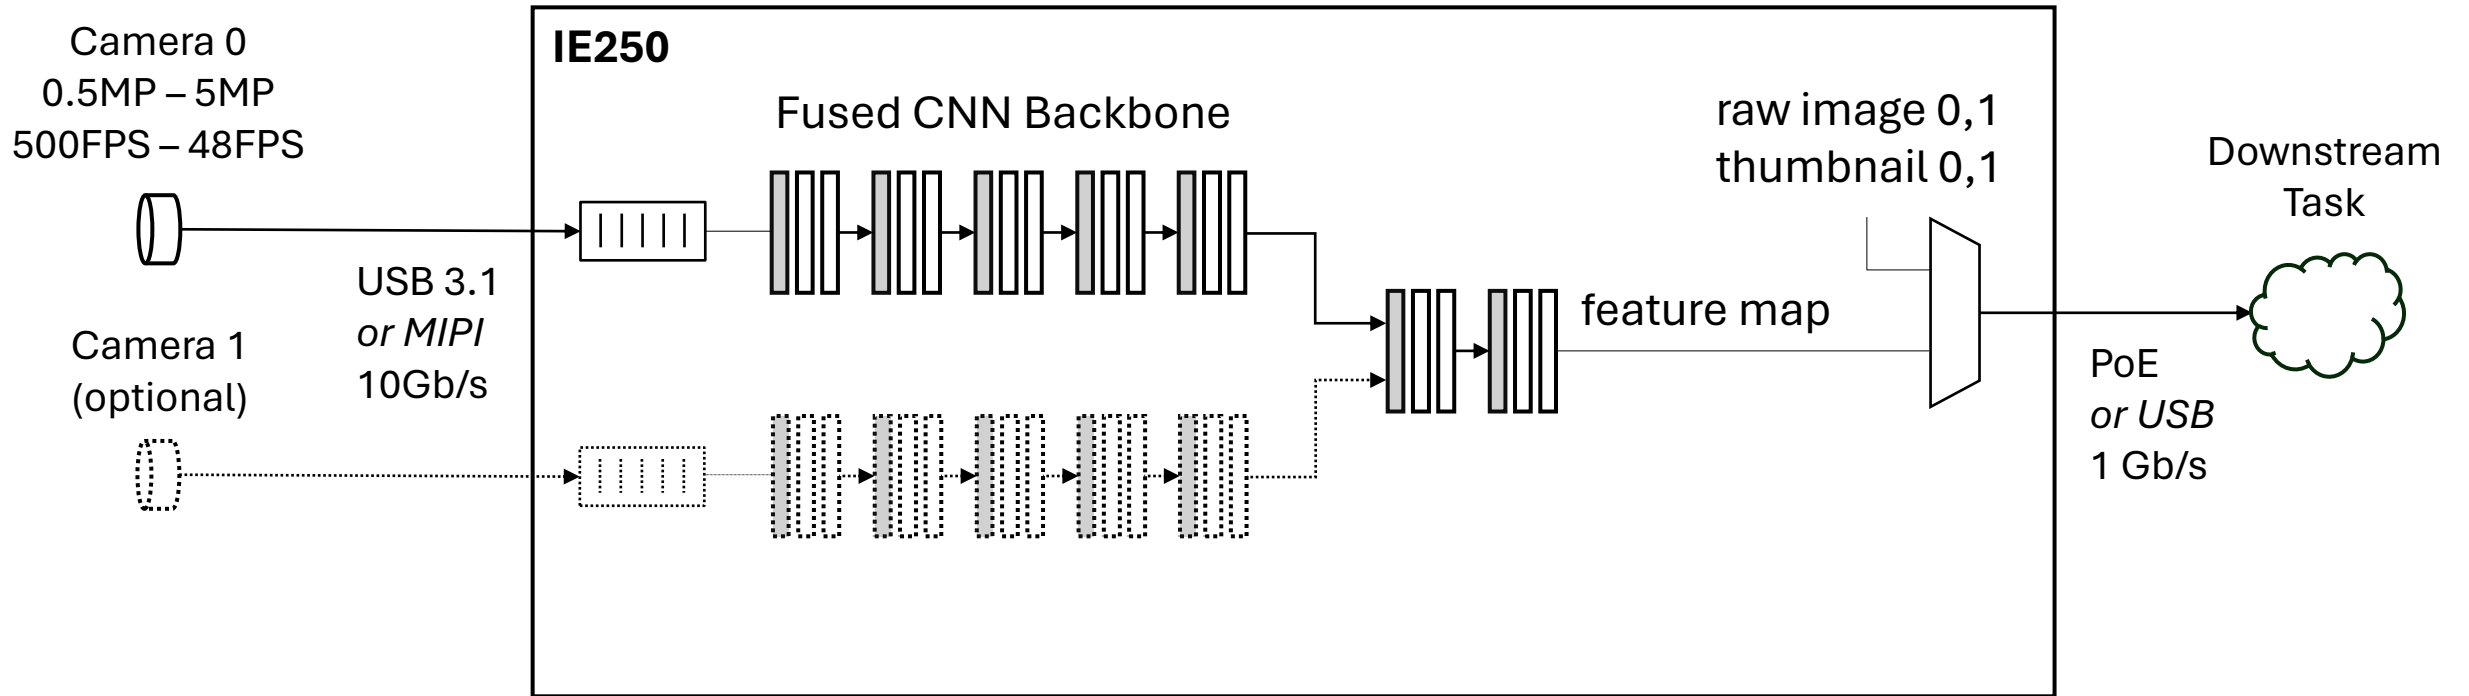 Camera 0
0.5MP – 5MP
500FPS – 48FPS
IE250
Fused CNN Backbone
raw image 0,1
thumbnail 0,1
Downstream
Task
USB 3.1
or MIPI
10Gb/s
Camera 1
(optional)
feature map
PoE
or USB
1 Gb/s